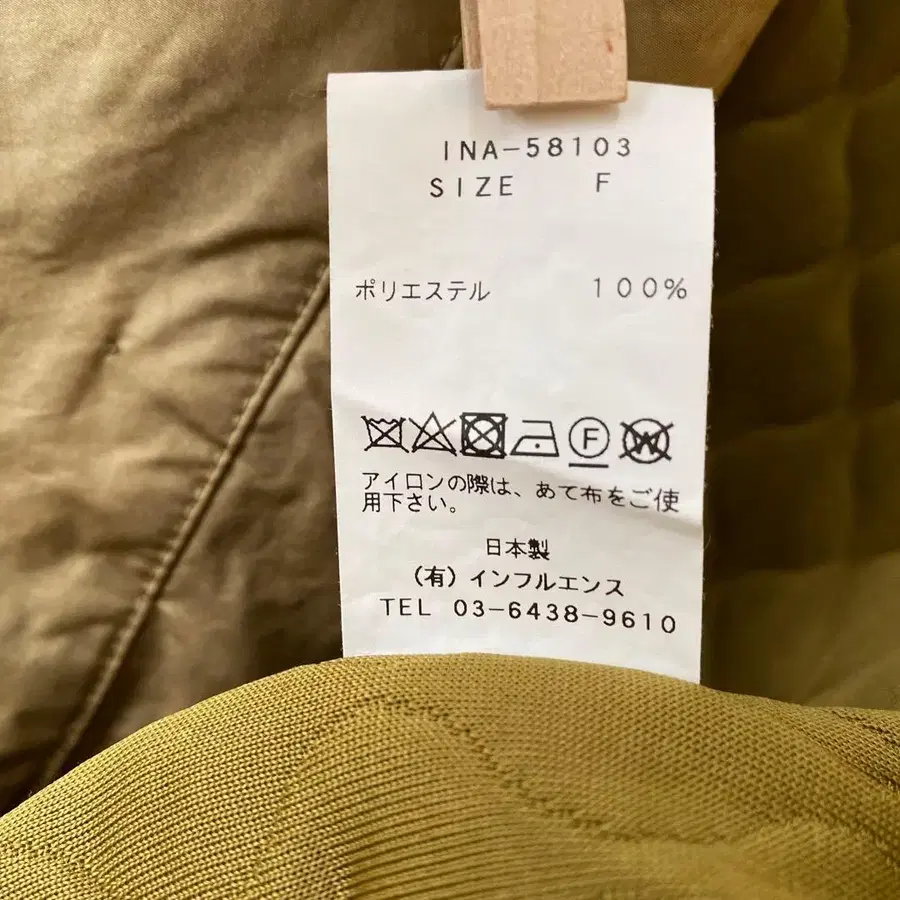 INA-58103
SIZE F
ポリエステル 100%
F W
アイロンの際は、あて布をご使
用下さい。
日本製
(有)インフルエンス
TEL 03-6438-9610